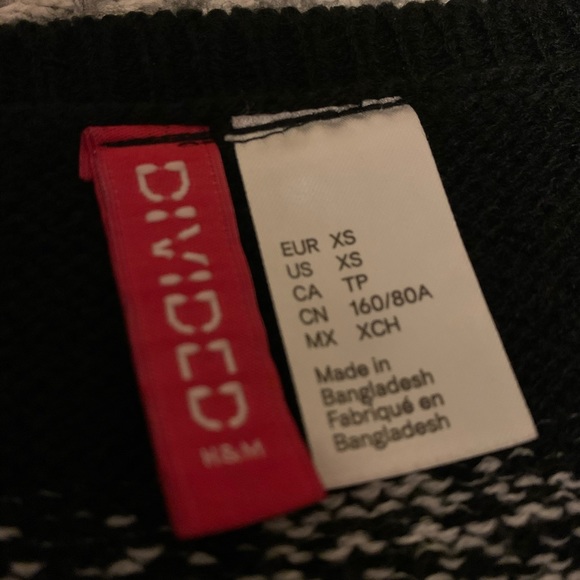 DIVIDED
H&M
EUR XS
US XS
CA TP
CN 160/80A
MX XCH
Made in
Bangladesh
Fabriqué en
Bangladesh